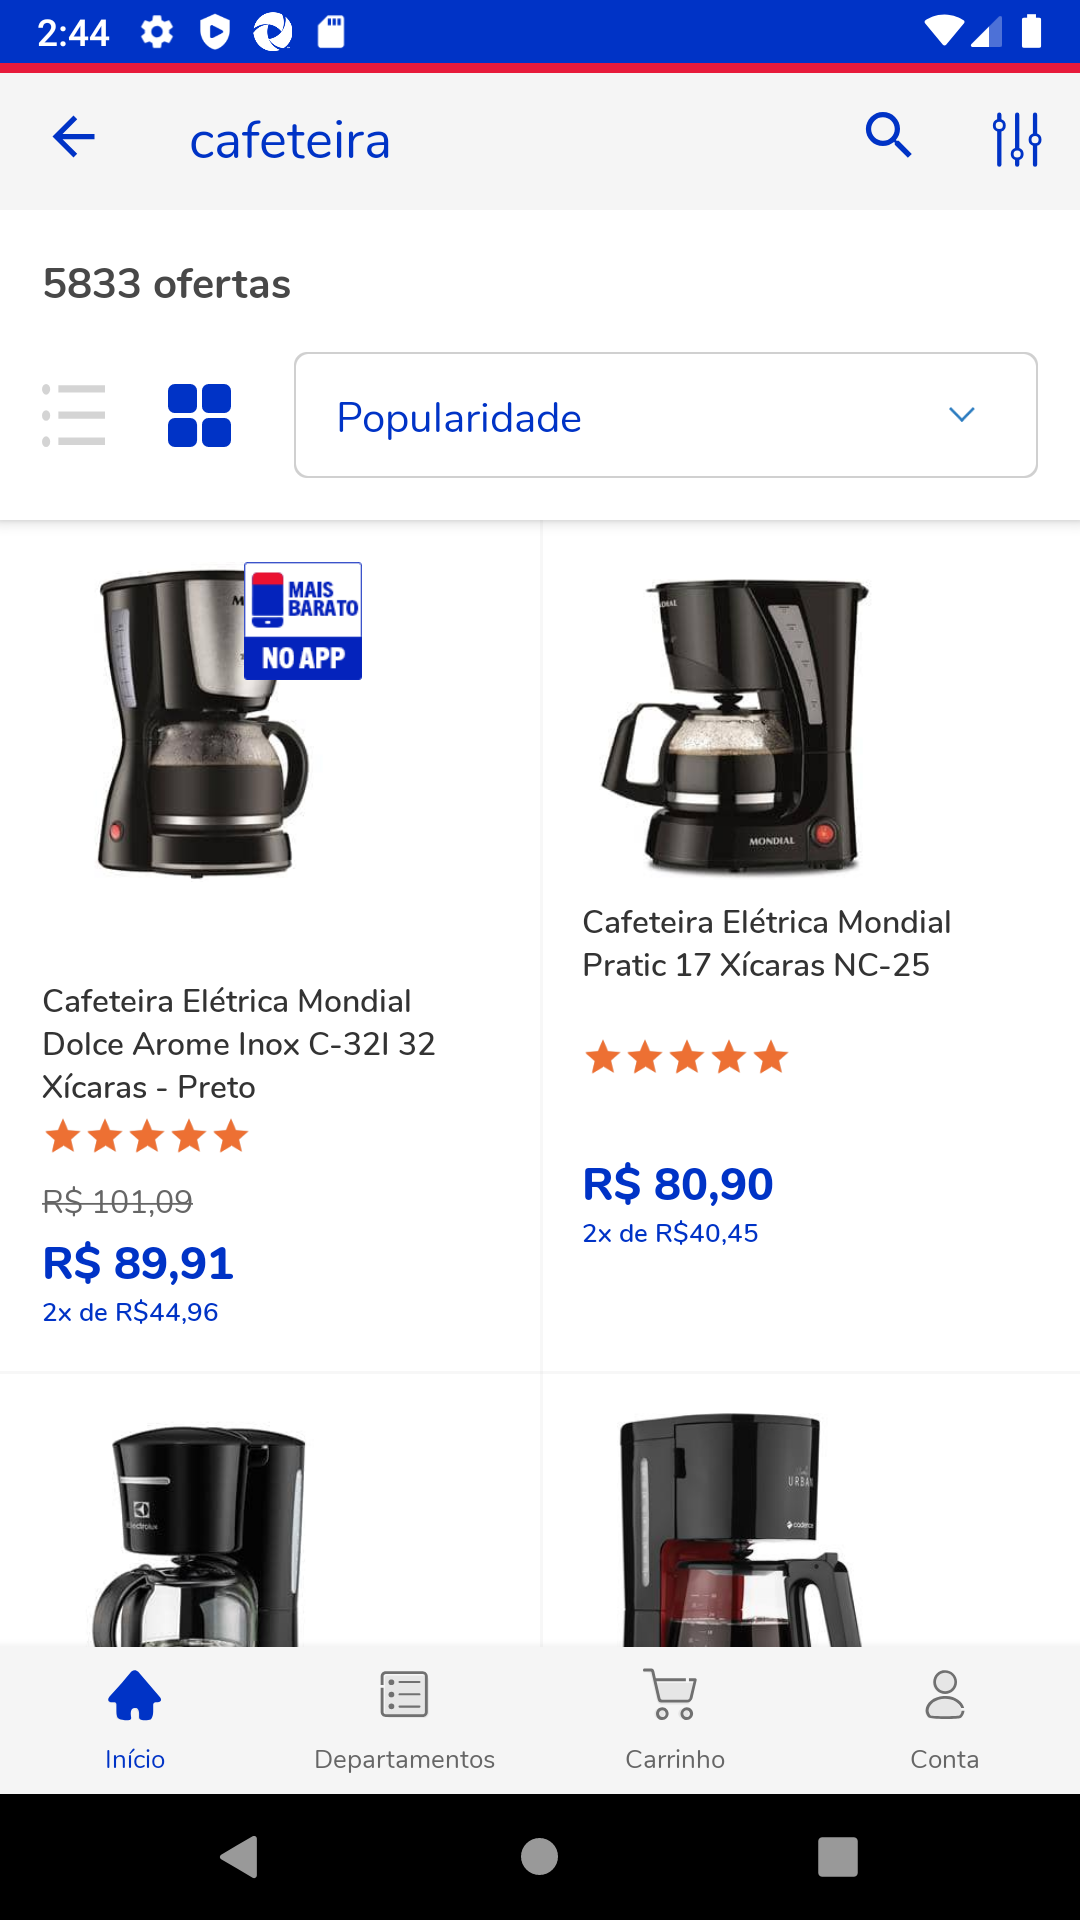 2:44
cafeteira
5833 ofertas
Popularidade
MAIS
BARATO
NO APP
MONDIAL
Cafeteira Elétrica Mondial
Dolce Arome Inox C-32I 32
Xícaras - Preto
R$ 101,09
R$ 89,91
2x de R$44,96
Cafeteira Elétrica Mondial
Pratic 17 Xícaras NC-25
R$ 80,90
2x de R$40,45
Electrolux
URBAN
cadence
Início
Departamentos
Carrinho
Conta